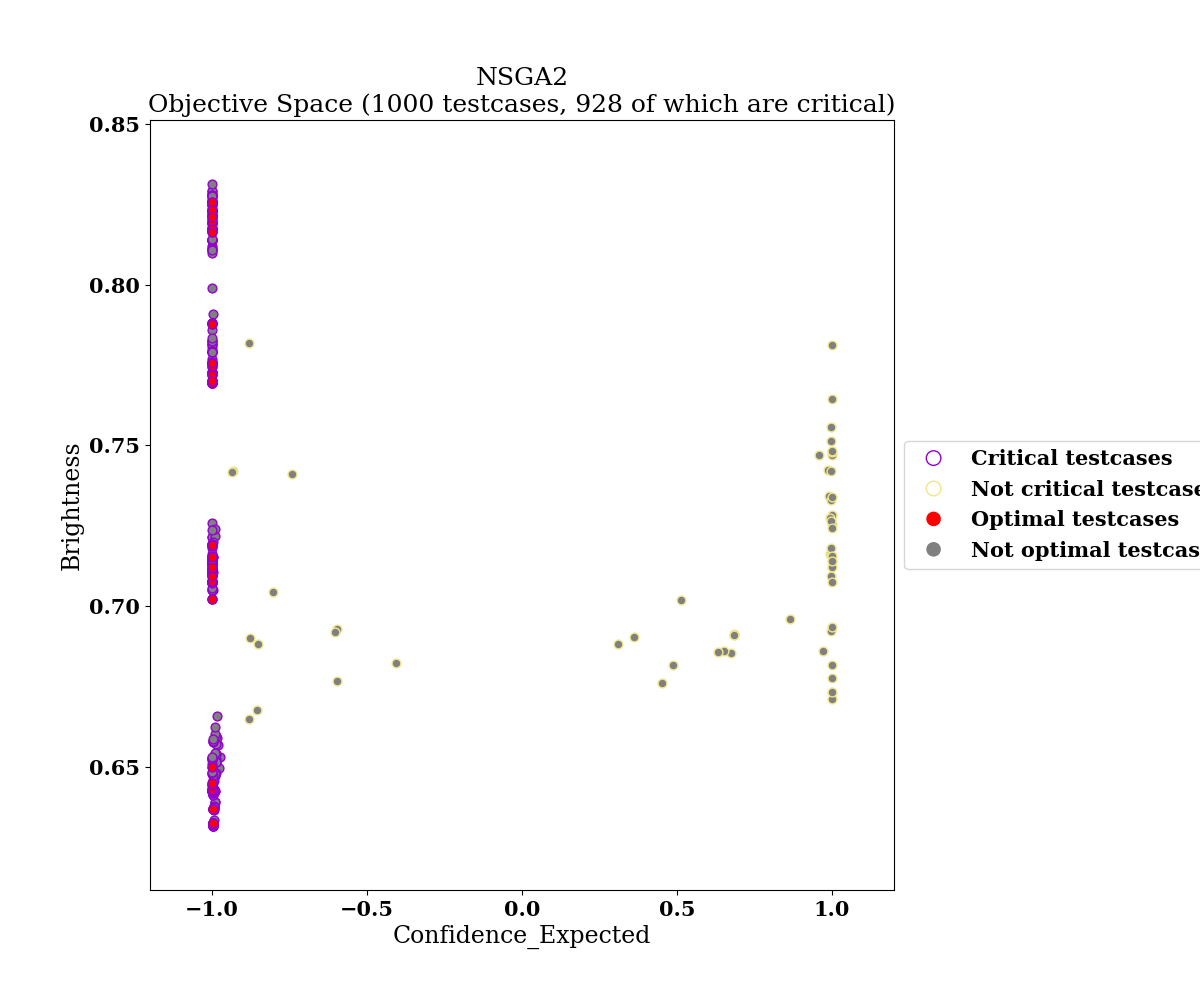 NSGA2
Objective Space (1000 testcases, 928 of which are critical)
0.85
0.80
0.75
0.70
0.65
Brightness
−1.0
−0.5
0.0
0.5
1.0
Confidence_Expected
Critical testcases
Not critical testcase
Optimal testcases
Not optimal testcas